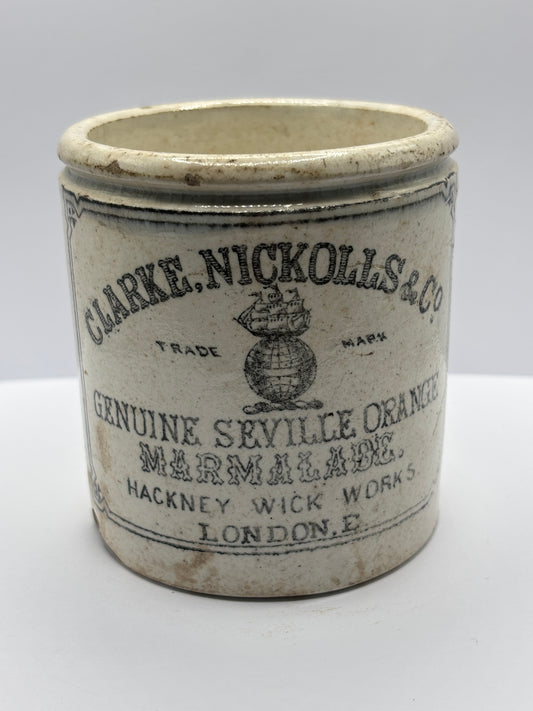 CLARKE, NICKOLLS & Co
TRADE MARK
GENUINE SEVILLE ORANGE
MARMALADE.
HACKNEY WICK WORKS.
LONDON. E.